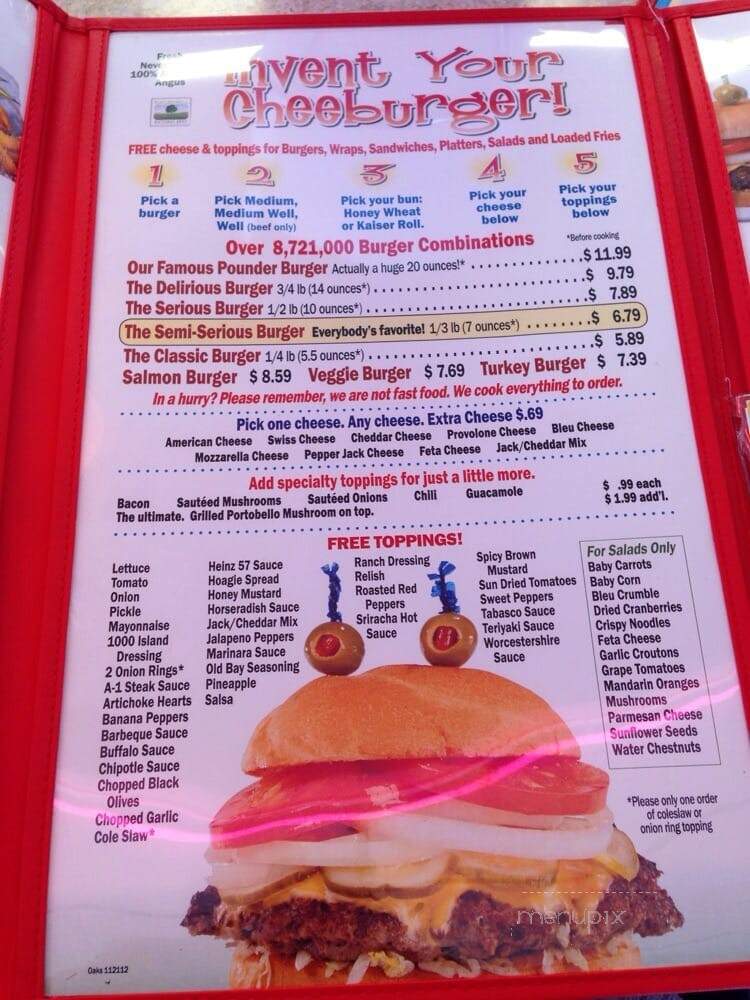 Fresh
Never
100%
Angus
Invent Your
Cheeburger!
FREE cheese & toppings for Burgers, Wraps, Sandwiches, Platters, Salads and Loaded Fries
1 2 3 4 5
Pick a
burger
Pick Medium,
Medium Well,
Well (beef only)
Pick your bun:
Honey Wheat
or Kaiser Roll.
Pick your
cheese
below
Pick your
toppings
below
Over 8,721,000 Burger Combinations
*Before cooking
Our Famous Pounder Burger Actually a huge 20 ounces!* $ 11.99
The Delirious Burger 3/4 lb (14 ounces*) $ 9.79
The Serious Burger 1/2 lb (10 ounces*) $ 7.89
The Semi-Serious Burger Everybody's favorite! 1/3 lb (7 ounces*) $ 6.79
The Classic Burger 1/4 lb (5.5 ounces*) $ 5.89
Salmon Burger $ 8.59 Veggie Burger $ 7.69 Turkey Burger $ 7.39
In a hurry? Please remember, we are not fast food. We cook everything to order.
Pick one cheese. Any cheese. Extra Cheese $.69
American Cheese Swiss Cheese Cheddar Cheese Provolone Cheese Bleu Cheese
Mozzarella Cheese Pepper Jack Cheese Feta Cheese Jack/Cheddar Mix
Add specialty toppings for just a little more.
Bacon Sautéed Mushrooms Sautéed Onions Chili Guacamole $ .99 each
The ultimate. Grilled Portobello Mushroom on top. $ 1.99 add'l.
FREE TOPPINGS!
Lettuce
Tomato
Onion
Pickle
Mayonnaise
1000 Island
Dressing
2 Onion Rings*
A-1 Steak Sauce
Artichoke Hearts
Banana Peppers
Barbeque Sauce
Buffalo Sauce
Chipotle Sauce
Chopped Black
Olives
Chopped Garlic
Cole Slaw*
Heinz 57 Sauce
Hoagie Spread
Honey Mustard
Horseradish Sauce
Jack/Cheddar Mix
Jalapeno Peppers
Marinara Sauce
Old Bay Seasoning
Pineapple
Salsa
Ranch Dressing
Relish
Roasted Red
Peppers
Sriracha Hot
Sauce
Spicy Brown
Mustard
Sun Dried Tomatoes
Sweet Peppers
Tabasco Sauce
Teriyaki Sauce
Worcestershire
Sauce
For Salads Only
Baby Carrots
Baby Corn
Bleu Crumble
Dried Cranberries
Crispy Noodles
Feta Cheese
Garlic Croutons
Grape Tomatoes
Mandarin Oranges
Mushrooms
Parmesan Cheese
Sunflower Seeds
Water Chestnuts
*Please only one order
of coleslaw or
onion ring topping
menupix
Oaks 112112